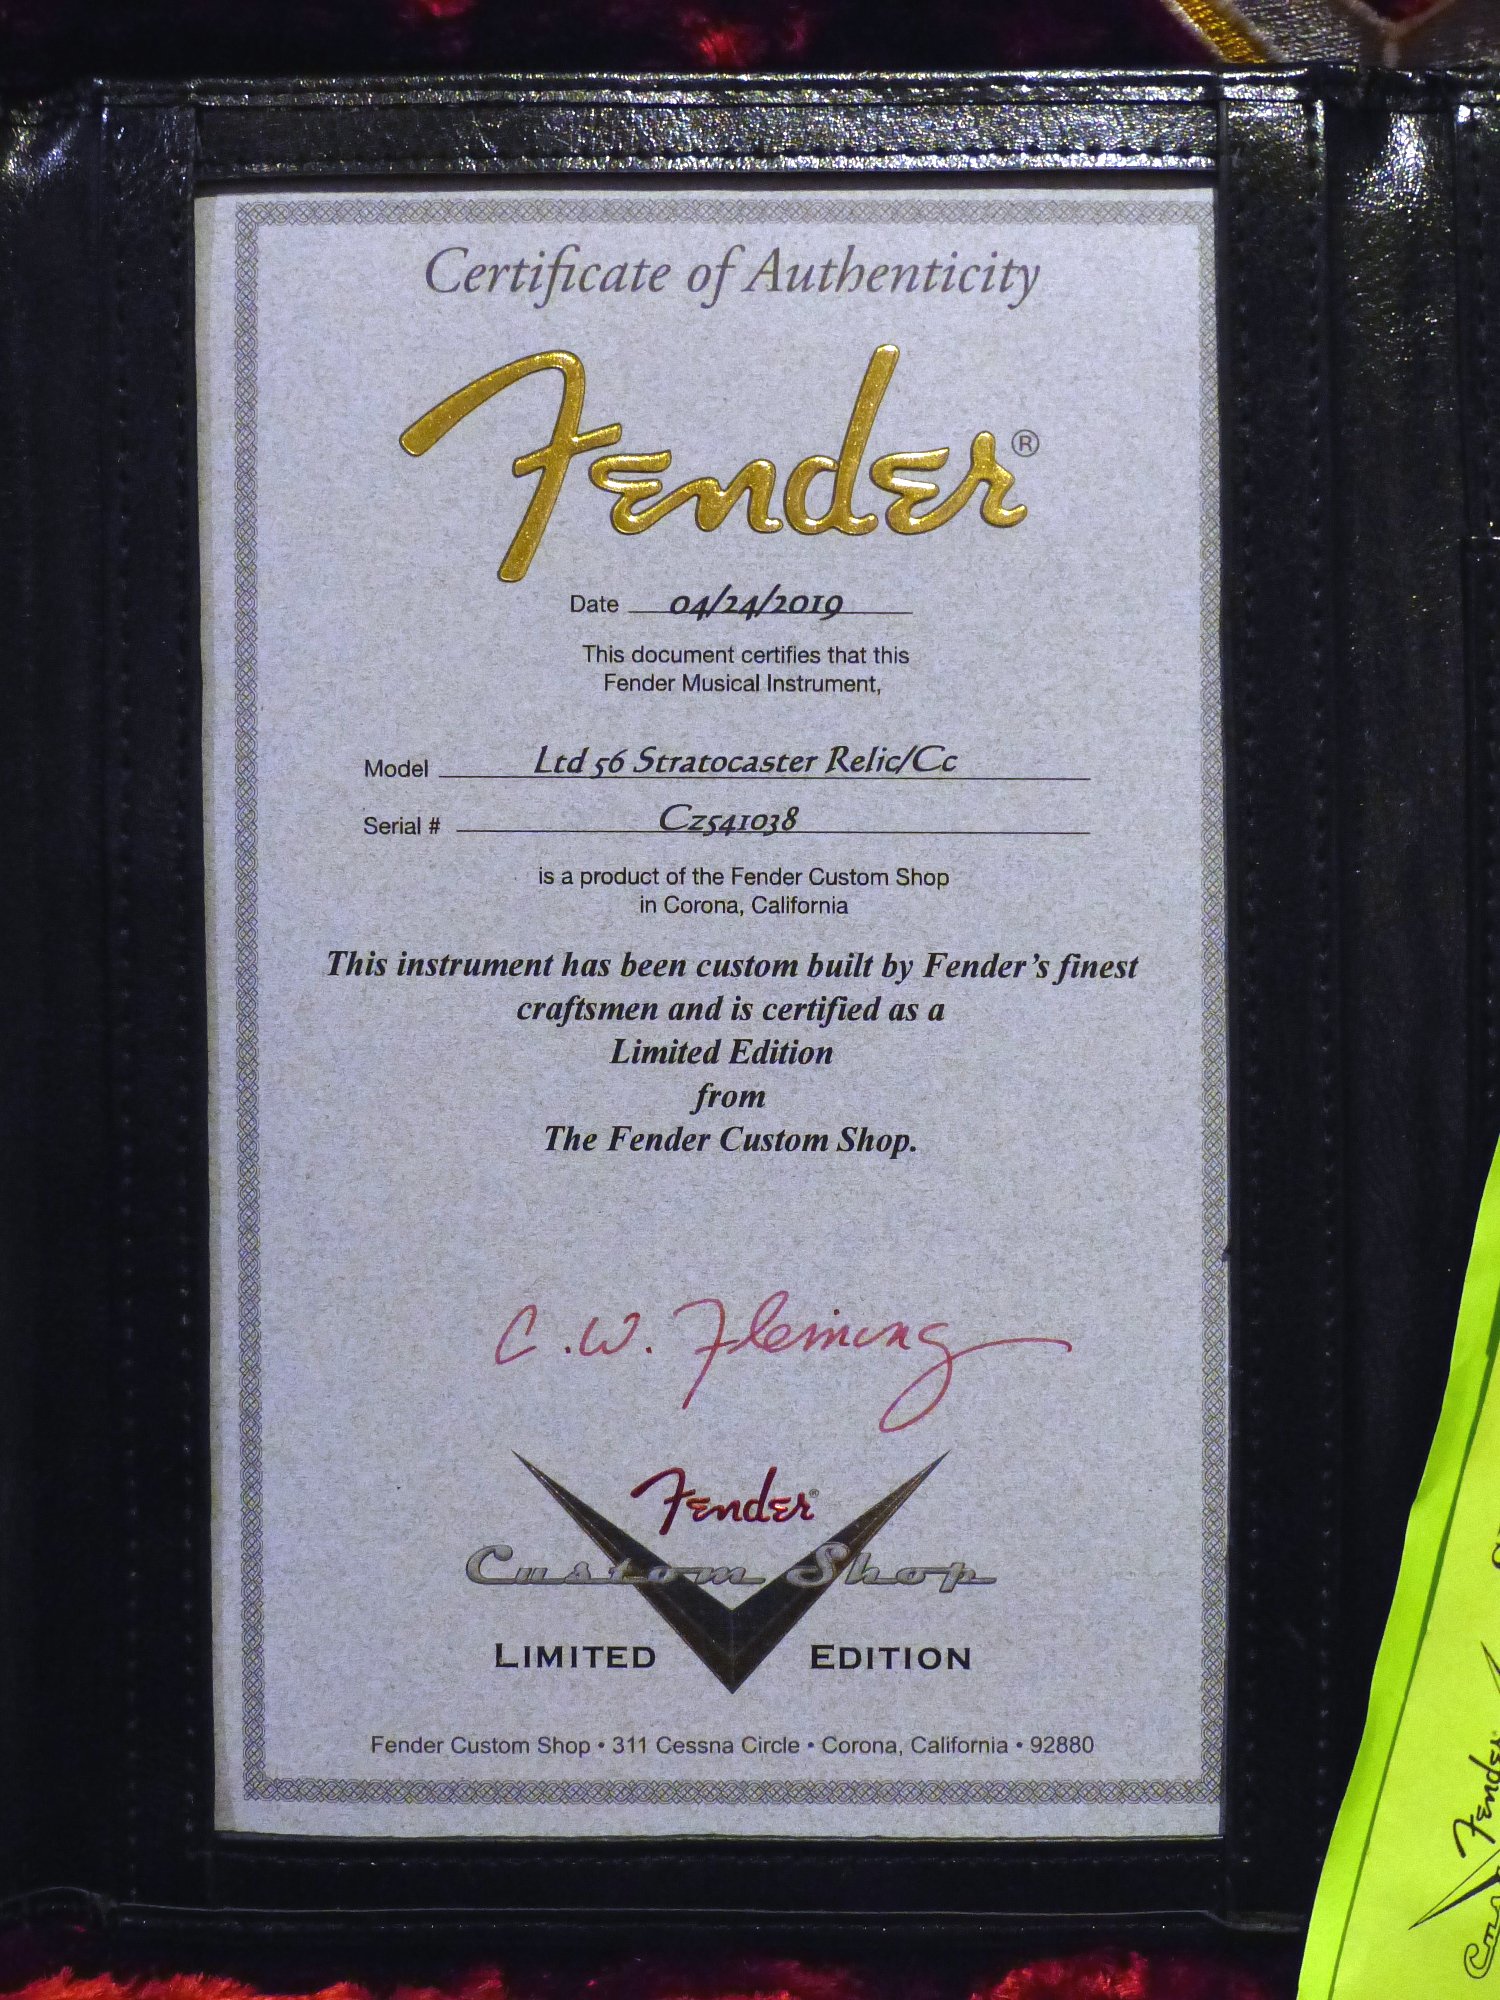 Certificate of Authenticity
Fender®
Date 04/24/2019
This document certifies that this
Fender Musical Instrument,
Model Ltd 56 Stratocaster Relic/Cc
Serial # Cz541038
is a product of the Fender Custom Shop
in Corona, California
This instrument has been custom built by Fender's finest
craftsmen and is certified as a
Limited Edition
from
The Fender Custom Shop.
C.W. Fleming
Fender®
Custom Shop
LIMITED EDITION
Fender Custom Shop • 311 Cessna Circle • Corona, California • 92880
Fender